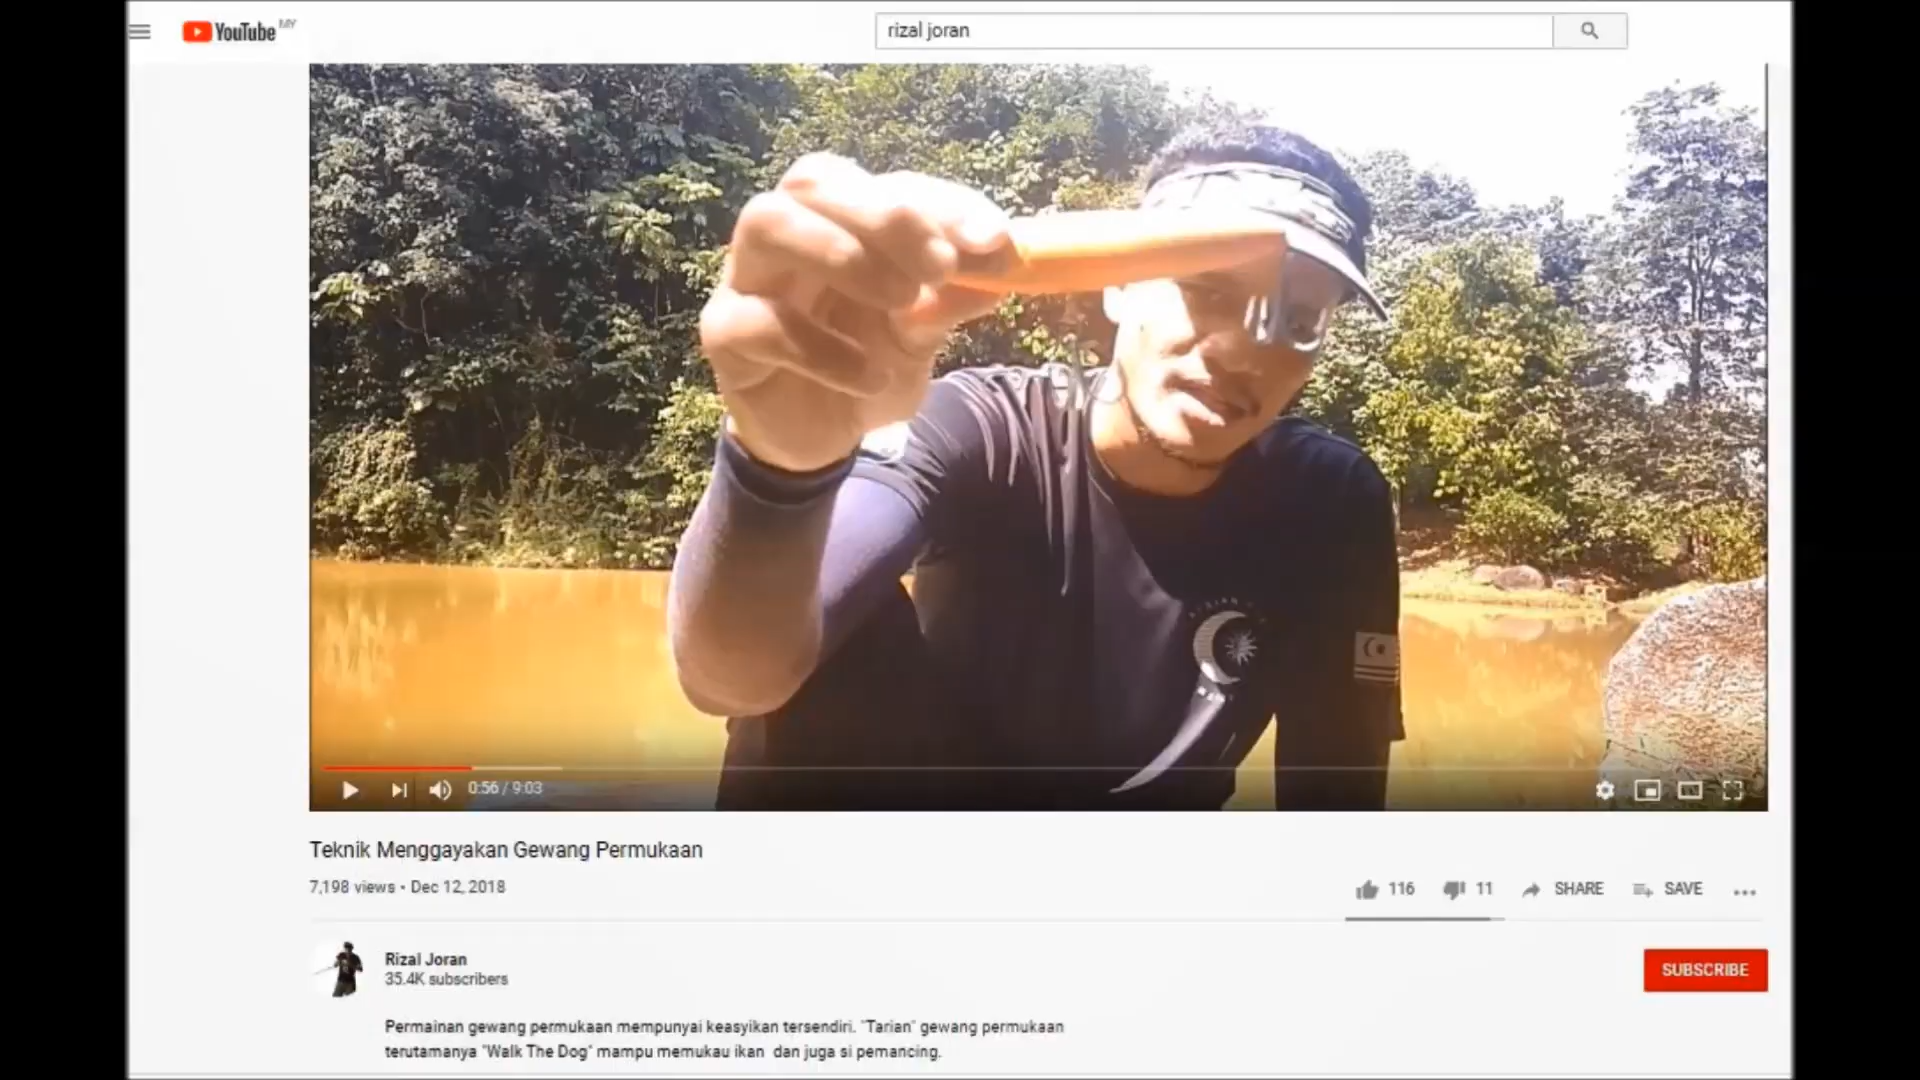 YouTube MY
rizal joran
0:56 / 9:03
Teknik Menggayakan Gewang Permukaan
7,198 views • Dec 12, 2018
116
11
SHARE
SAVE
Rizal Joran
35.4K subscribers
SUBSCRIBE
Permainan gewang permukaan mempunyai keasyikan tersendiri. "Tarian" gewang permukaan
terutamanya "Walk The Dog" mampu memukau ikan dan juga si pemancing.